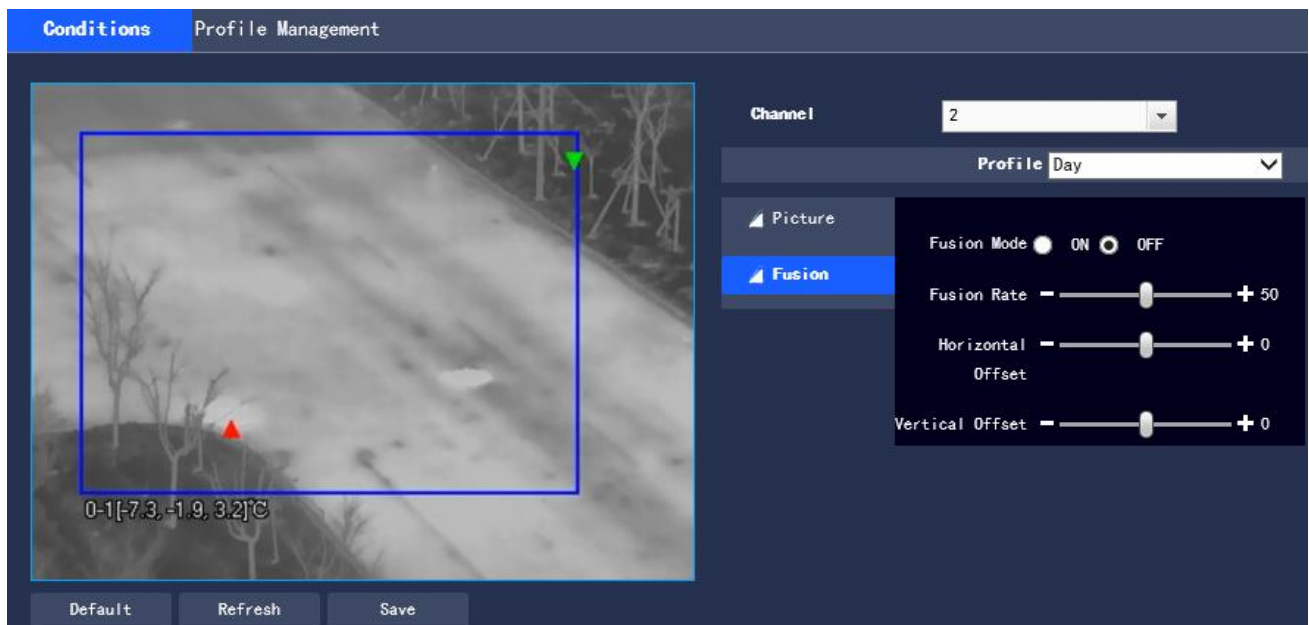 Conditions Profile Management
Channel 2
Profile Day
Picture
Fusion Mode ON OFF
Fusion
Fusion Rate 50
Horizontal 0
Offset
Vertical Offset 0
0-1[-7.3, -1.9, 3.2]℃
Default Refresh Save